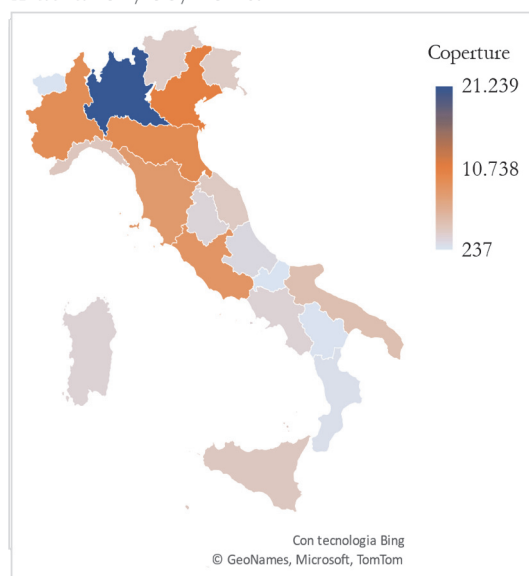 Coperture
21.239
10.738
237
Con tecnologia Bing
© GeoNames, Microsoft, TomTom